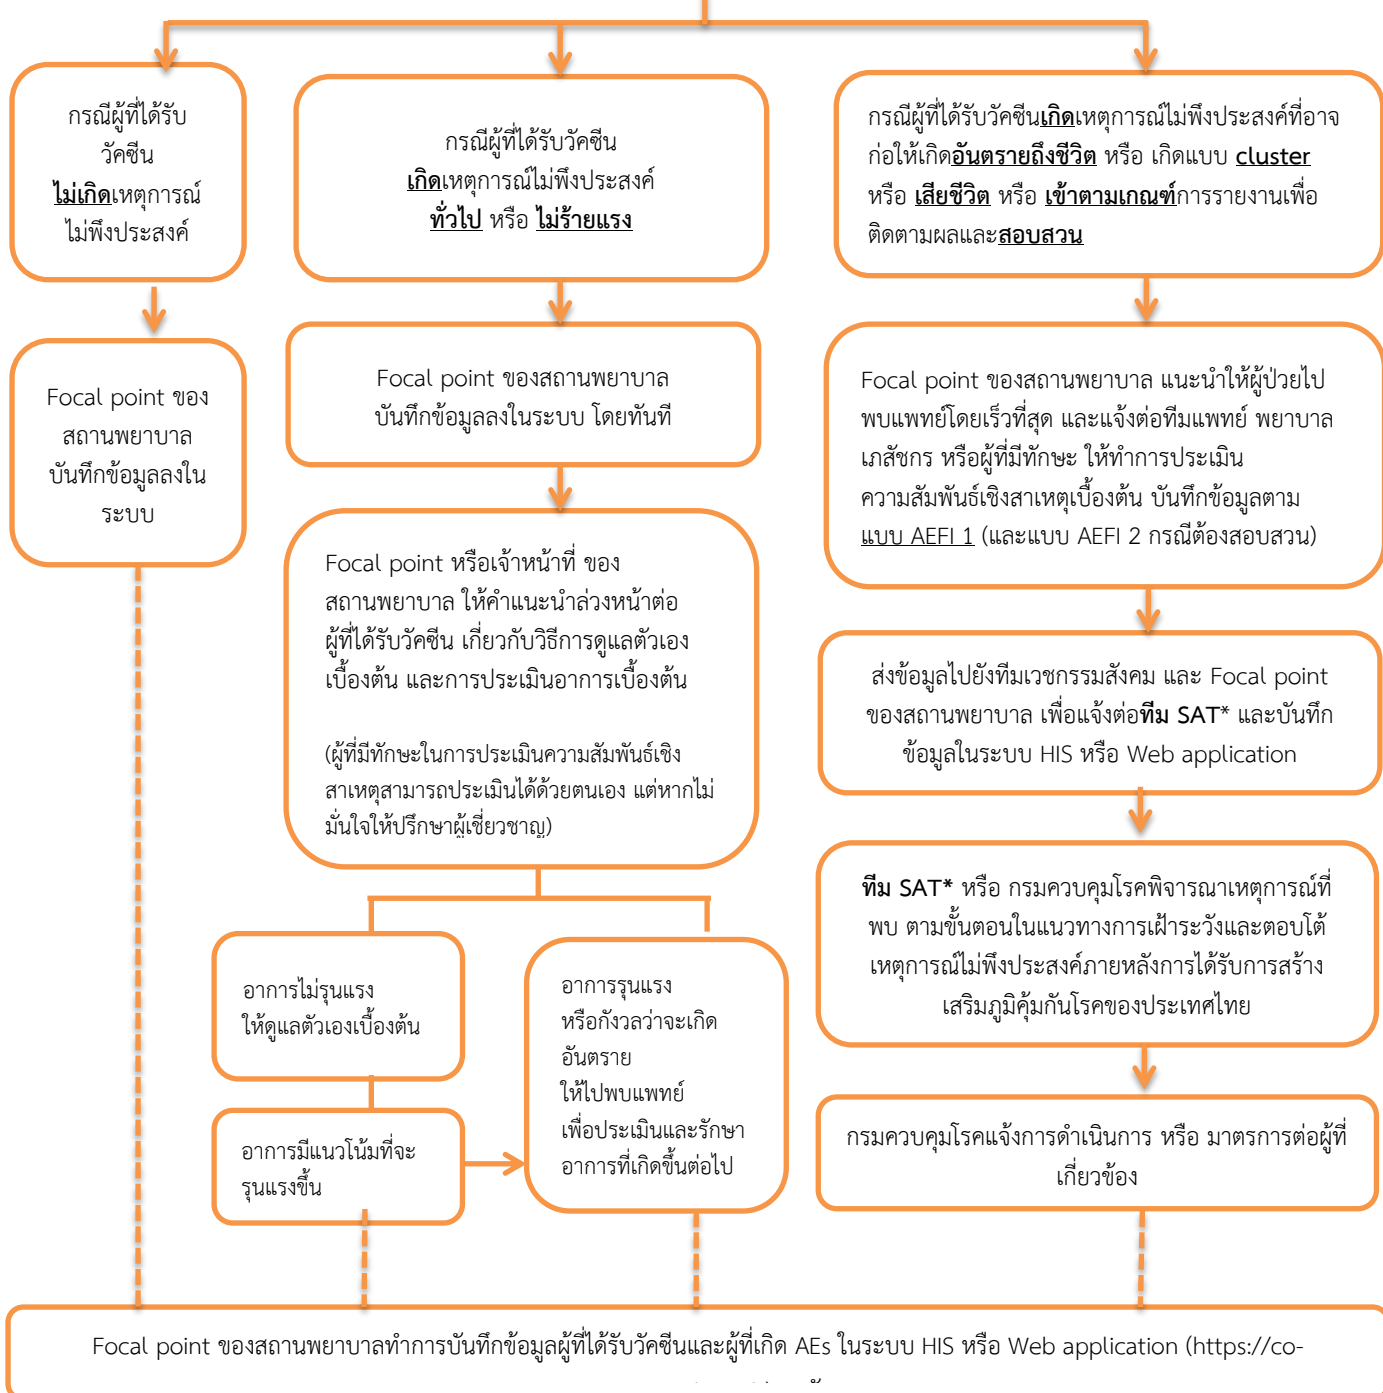 กรณีผู้ที่ได้รับ
วัคซีน
ไม่เกิดเหตุการณ์
ไม่พึงประสงค์
กรณีผู้ที่ได้รับวัคซีน
เกิดเหตุการณ์ไม่พึงประสงค์
ทั่วไป หรือ ไม่ร้ายแรง
กรณีผู้ที่ได้รับวัคซีนเกิดเหตุการณ์ไม่พึงประสงค์ที่อาจ
ก่อให้เกิดอันตรายถึงชีวิต หรือ เกิดแบบ cluster
หรือ เสียชีวิต หรือ เข้าตามเกณฑ์การรายงานเพื่อ
ติดตามผลและสอบสวน
Focal point ของ
สถานพยาบาล
บันทึกข้อมูลลงใน
ระบบ
Focal point ของสถานพยาบาล
บันทึกข้อมูลลงในระบบ โดยทันที
Focal point ของสถานพยาบาล แนะนำให้ผู้ป่วยไป
พบแพทย์โดยเร็วที่สุด และแจ้งต่อทีมแพทย์ พยาบาล
เภสัชกร หรือผู้ที่มีทักษะ ให้ทำการประเมิน
ความสัมพันธ์เชิงสาเหตุเบื้องต้น บันทึกข้อมูลตาม
แบบ AEFI 1 (และแบบ AEFI 2 กรณีต้องสอบสวน)
Focal point หรือเจ้าหน้าที่ ของ
สถานพยาบาล ให้คำแนะนำล่วงหน้าต่อ
ผู้ที่ได้รับวัคซีน เกี่ยวกับวิธีการดูแลตัวเอง
เบื้องต้น และการประเมินอาการเบื้องต้น
(ผู้ที่มีทักษะในการประเมินความสัมพันธ์เชิง
สาเหตุสามารถประเมินได้ด้วยตนเอง แต่หากไม่
มั่นใจให้ปรึกษาผู้เชี่ยวชาญ)
ส่งข้อมูลไปยังทีมเวชกรรมสังคม และ Focal point
ของสถานพยาบาล เพื่อแจ้งต่อทีม SAT* และบันทึก
ข้อมูลในระบบ HIS หรือ Web application
ทีม SAT* หรือ กรมควบคุมโรคพิจารณาเหตุการณ์ที่
พบ ตามขั้นตอนในแนวทางการเฝ้าระวังและตอบโต้
เหตุการณ์ไม่พึงประสงค์ภายหลังการได้รับการสร้าง
เสริมภูมิคุ้มกันโรคของประเทศไทย
อาการไม่รุนแรง
ให้ดูแลตัวเองเบื้องต้น
อาการรุนแรง
หรือกังวลว่าจะเกิด
อันตราย
ให้ไปพบแพทย์
เพื่อประเมินและรักษา
อาการที่เกิดขึ้นต่อไป
อาการมีแนวโน้มที่จะ
รุนแรงขึ้น
กรมควบคุมโรคแจ้งการดำเนินการ หรือ มาตรการต่อผู้ที่
เกี่ยวข้อง
Focal point ของสถานพยาบาลทำการบันทึกข้อมูลผู้ที่ได้รับวัคซีนและผู้ที่เกิด AEs ในระบบ HIS หรือ Web application (https://co-